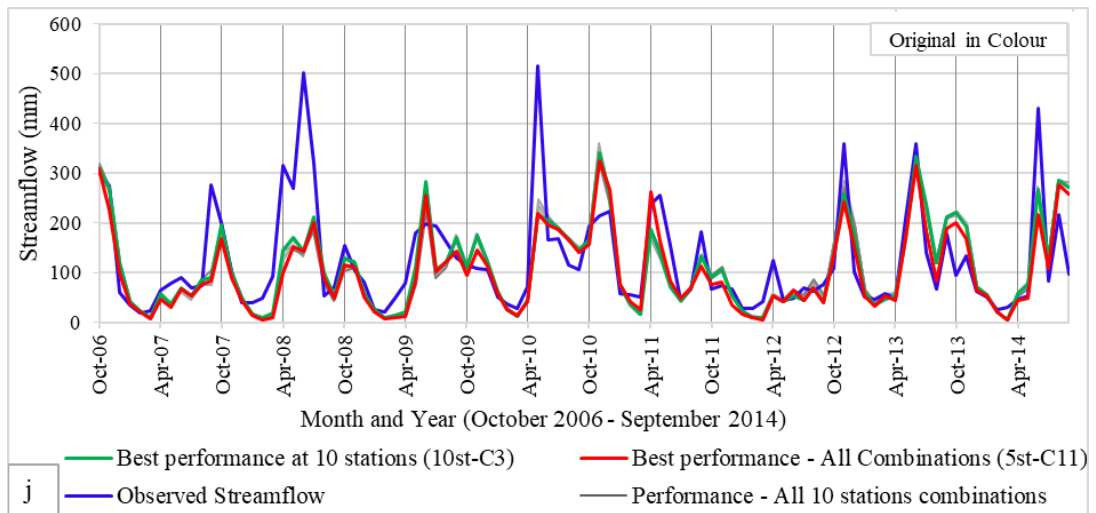 600
Original in Colour
500
400
300
200
100
0
Streamflow (mm)
Oct-06
Apr-07
Oct-07
Apr-08
Oct-08
Apr-09
Oct-09
Apr-10
Oct-10
Apr-11
Oct-11
Apr-12
Oct-12
Apr-13
Oct-13
Apr-14
Month and Year (October 2006 - September 2014)
Best performance at 10 stations (10st-C3)
Best performance - All Combinations (5st-C11)
Observed Streamflow
Performance - All 10 stations combinations
j